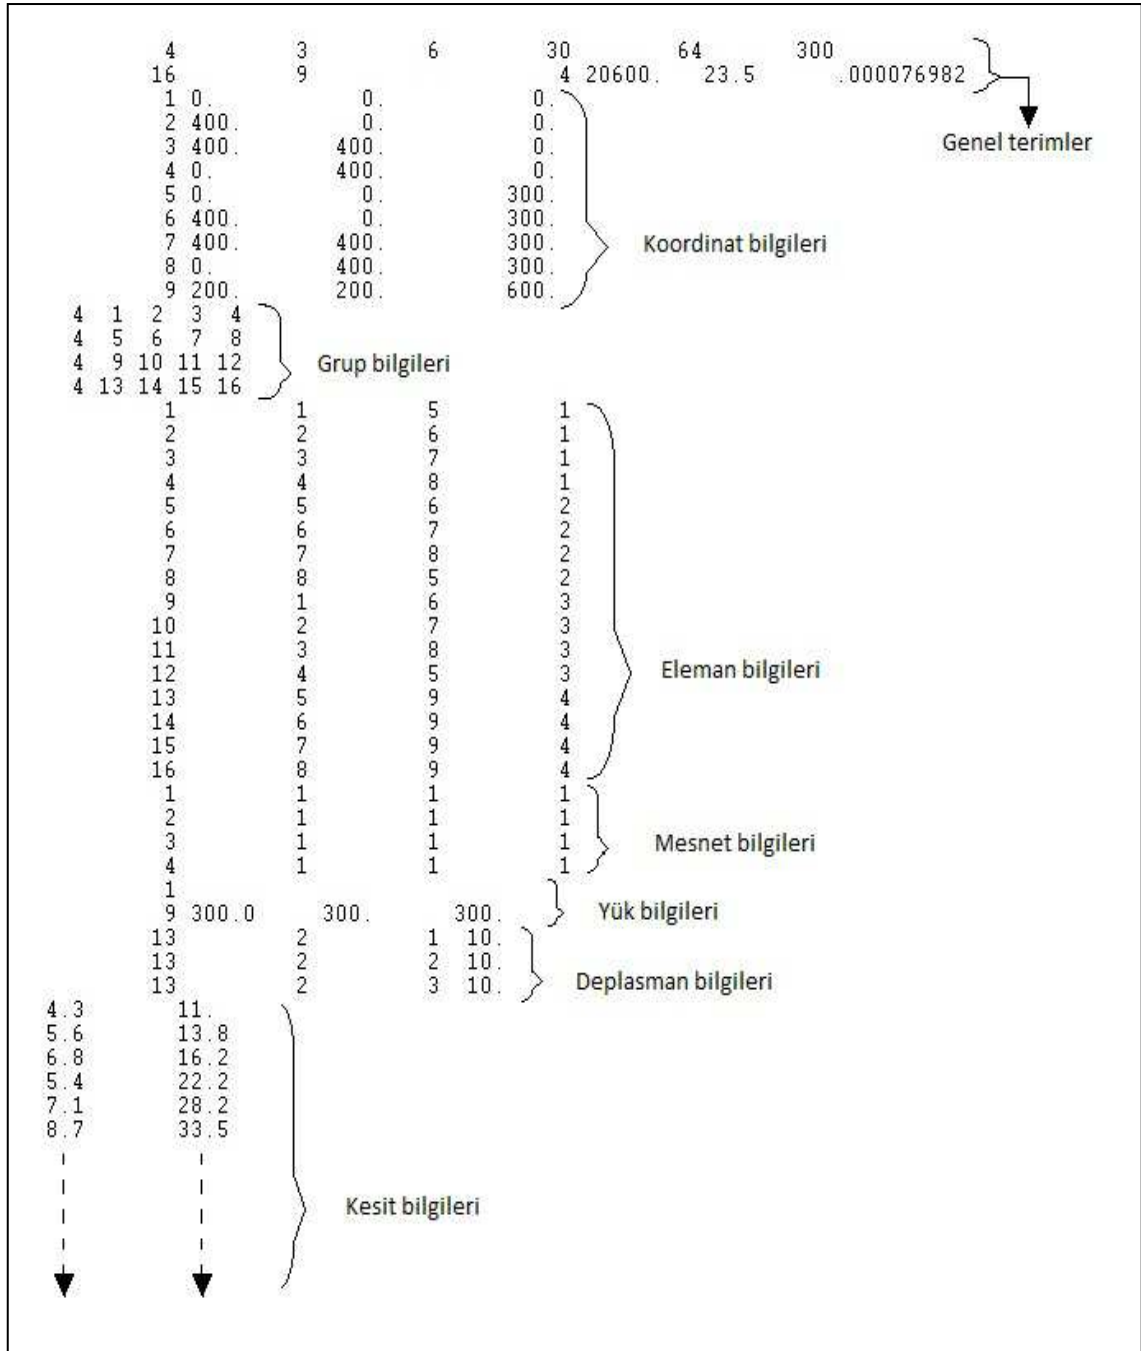 4 3 6 30 64 300
16 9 4 20600. 23.5 .000076982
Genel terimler
1 0. 0. 0.
2 400. 0. 0.
3 400. 400. 0.
4 0. 400. 0.
5 0. 0. 300.
6 400. 0. 300.
7 400. 400. 300.
8 0. 400. 300.
9 200. 200. 600.
Koordinat bilgileri
4 1 2 3 4
4 5 6 7 8
4 9 10 11 12
4 13 14 15 16
Grup bilgileri
1 1 5 1
2 2 6 1
3 3 7 1
4 4 8 1
5 5 6 2
6 6 7 2
7 7 8 2
8 8 5 2
9 1 6 3
10 2 7 3
11 3 8 3
12 4 5 3
13 5 9 4
14 6 9 4
15 7 9 4
16 8 9 4
Eleman bilgileri
1 1 1 1
2 1 1 1
3 1 1 1
4 1 1 1
Mesnet bilgileri
1
9 300.0 300. 300.
Yük bilgileri
13 2 1 10.
13 2 2 10.
13 2 3 10.
Deplasman bilgileri
4.3 11.
5.6 13.8
6.8 16.2
5.4 22.2
7.1 28.2
8.7 33.5
Kesit bilgileri